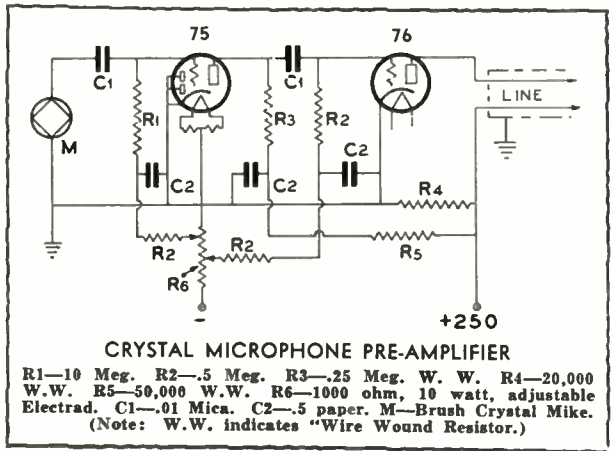 75
76
C1
C1
R1
R3
R2
LINE
M
C2
C2
C2
R4
R2
R2
R5
R6
-
+250
CRYSTAL MICROPHONE PRE-AMPLIFIER
R1—10 Meg. R2—.5 Meg. R3—.25 Meg. W. W. R4—20,000
W.W. R5—50,000 W.W. R6—1000 ohm, 10 watt, adjustable
Electrad. C1—.01 Mica. C2—.5 paper. M—Brush Crystal Mike.
(Note: W.W. indicates "Wire Wound Resistor.)